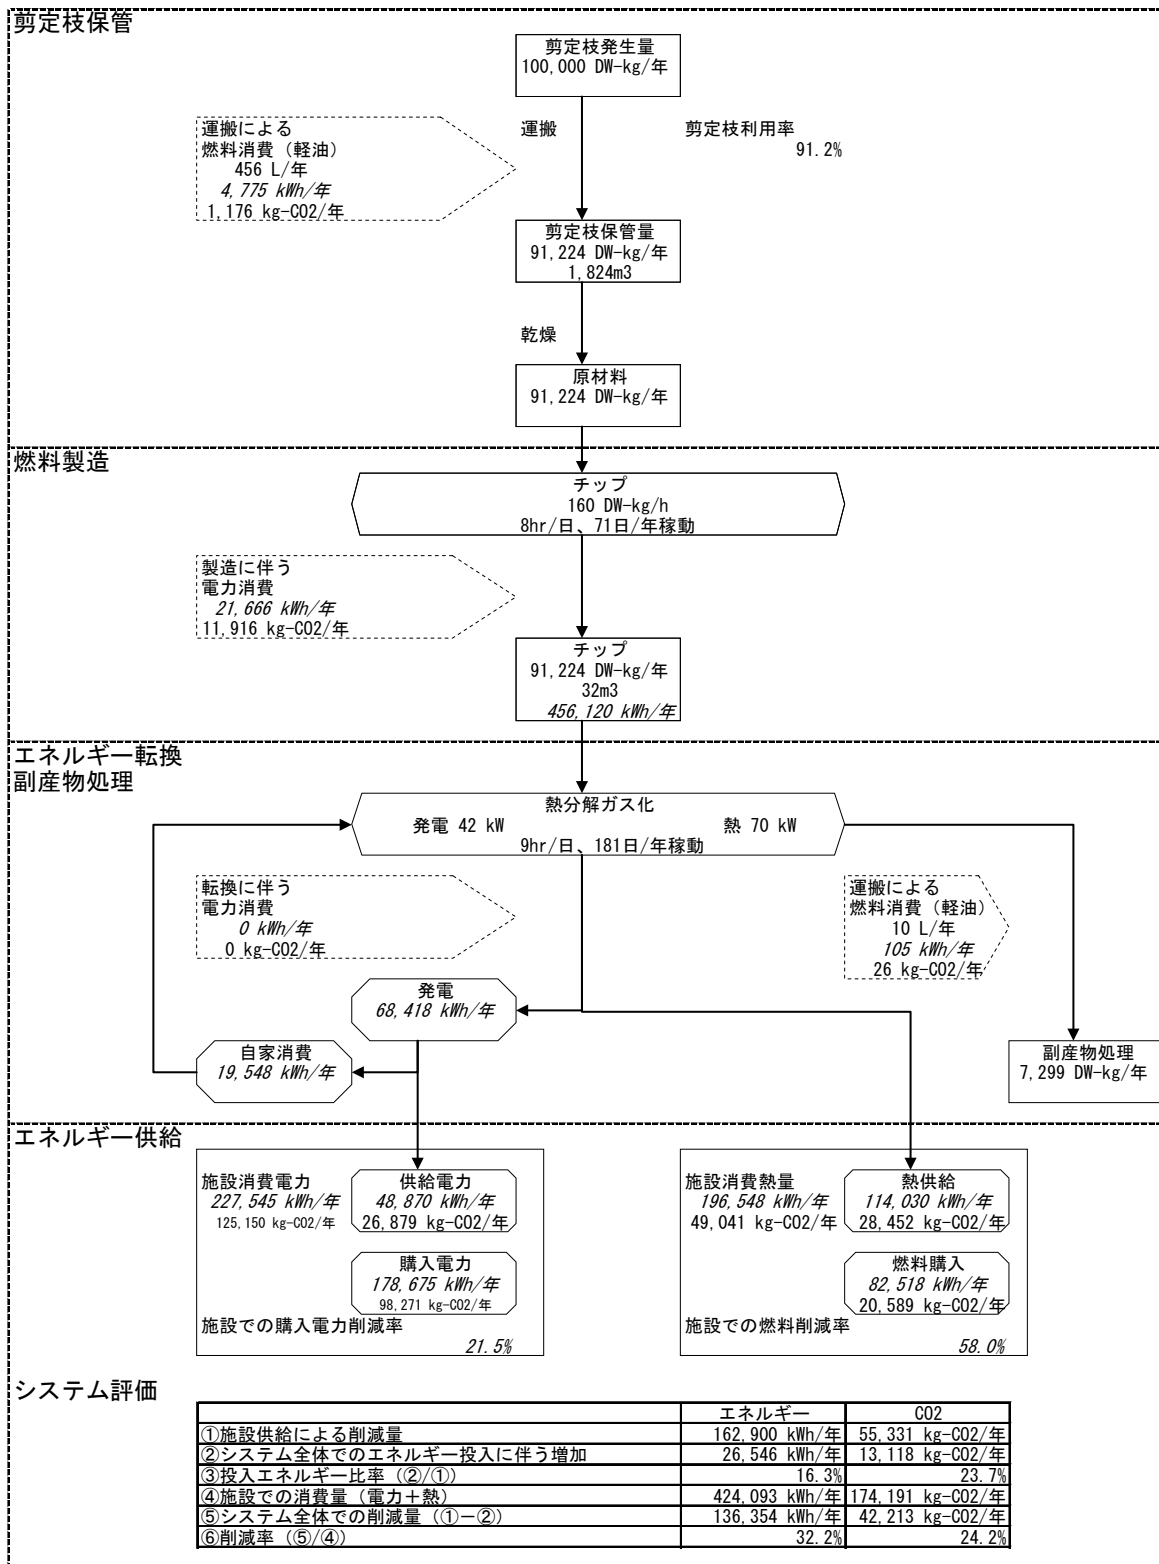 剪定枝保管
剪定枝発生量
100,000 DW-kg/年
運搬による
燃料消費（軽油）
456 L/年
4,775 kWh/年
1,176 kg-CO2/年
運搬
剪定枝利用率
91.2%
剪定枝保管量
91,224 DW-kg/年
1,824m3
乾燥
原材料
91,224 DW-kg/年
燃料製造
チップ
160 DW-kg/h
8hr/日、71日/年稼動
製造に伴う
電力消費
21,666 kWh/年
11,916 kg-CO2/年
チップ
91,224 DW-kg/年
32m3
456,120 kWh/年
エネルギー転換
副産物処理
熱分解ガス化
発電 42 kW 熱 70 kW
9hr/日、181日/年稼動
転換に伴う
電力消費
0 kWh/年
0 kg-CO2/年
運搬による
燃料消費（軽油）
10 L/年
105 kWh/年
26 kg-CO2/年
発電
68,418 kWh/年
自家消費
19,548 kWh/年
副産物処理
7,299 DW-kg/年
エネルギー供給
施設消費電力
227,545 kWh/年
125,150 kg-CO2/年
供給電力
48,870 kWh/年
26,879 kg-CO2/年
購入電力
178,675 kWh/年
98,271 kg-CO2/年
施設での購入電力削減率
21.5%
施設消費熱量
196,548 kWh/年
49,041 kg-CO2/年
熱供給
114,030 kWh/年
28,452 kg-CO2/年
燃料購入
82,518 kWh/年
20,589 kg-CO2/年
施設での燃料削減率
58.0%
システム評価
エネルギー CO2
①施設供給による削減量 162,900 kWh/年 55,331 kg-CO2/年
②システム全体でのエネルギー投入に伴う増加 26,546 kWh/年 13,118 kg-CO2/年
③投入エネルギー比率（②/①） 16.3% 23.7%
④施設での消費量（電力＋熱） 424,093 kWh/年 174,191 kg-CO2/年
⑤システム全体での削減量（①－②） 136,354 kWh/年 42,213 kg-CO2/年
⑥削減率（⑤/④） 32.2% 24.2%